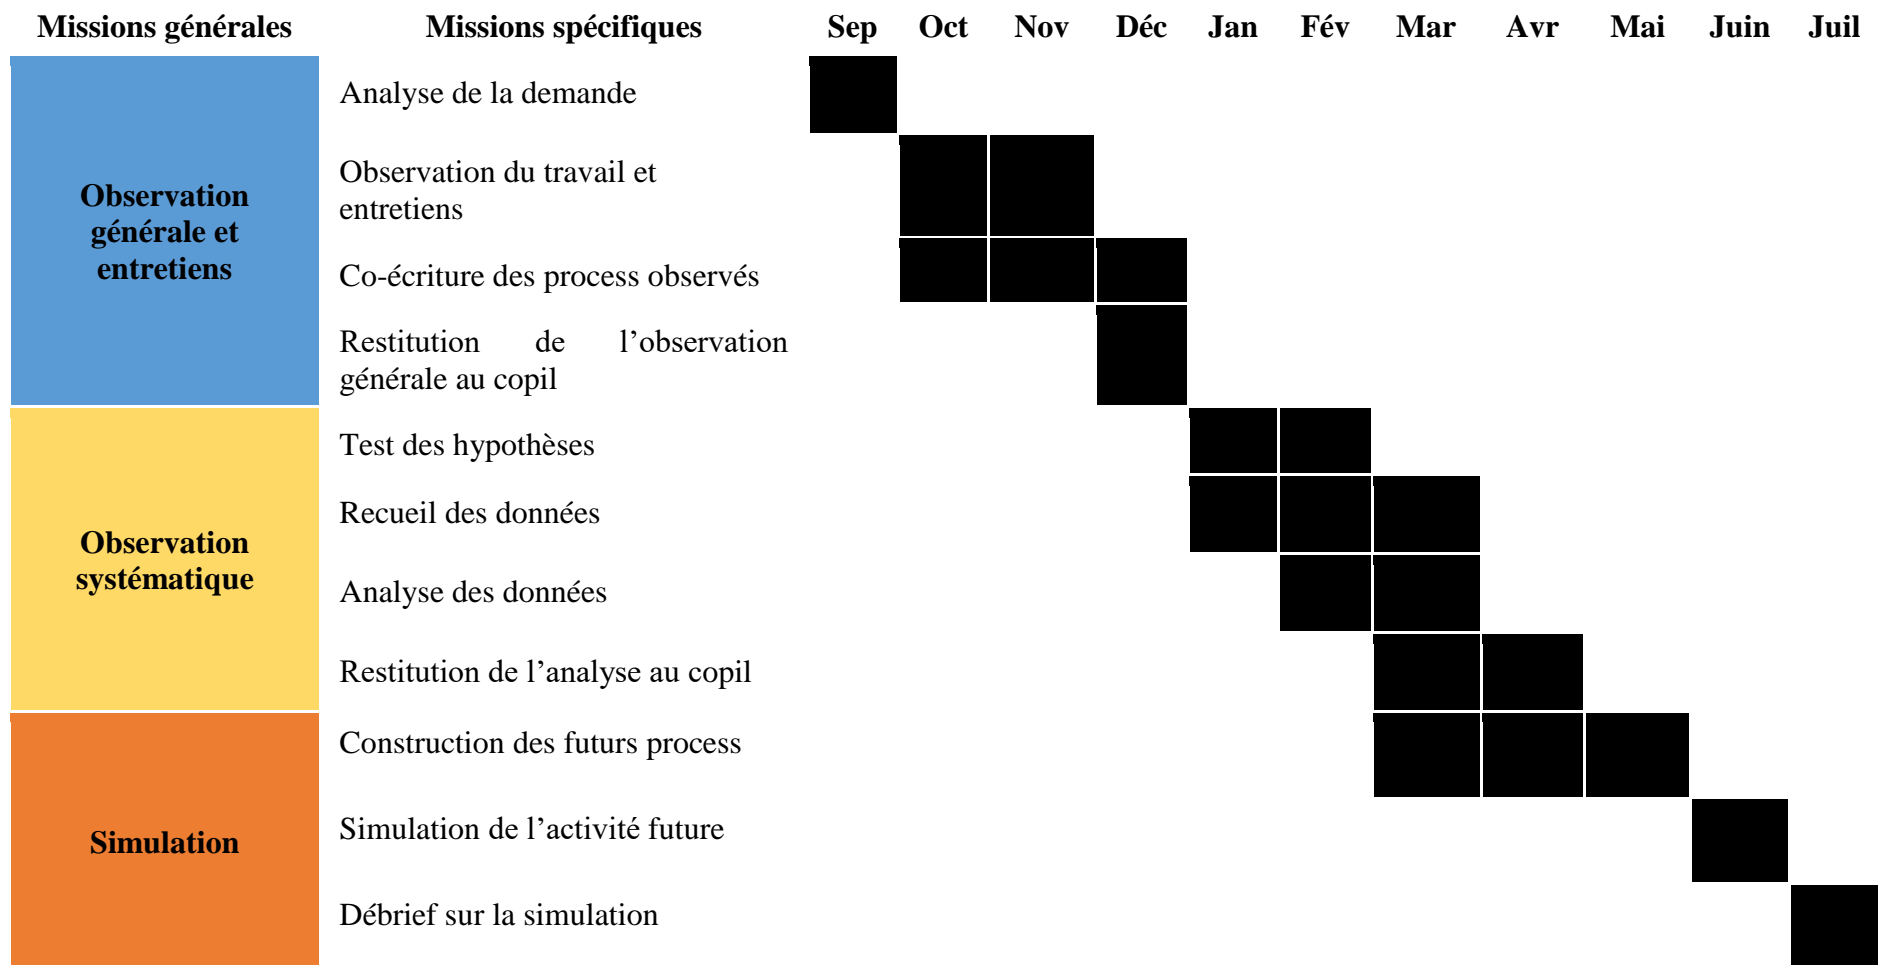 Missions générales Missions spécifiques Sep Oct Nov Déc Jan Fév Mar Avr Mai Juin Juil
Observation
générale et
entretiens
Analyse de la demande
Observation du travail et
entretiens
Co-écriture des process observés
Restitution de l’observation
générale au copil
Observation
systématique
Test des hypothèses
Recueil des données
Analyse des données
Restitution de l’analyse au copil
Simulation
Construction des futurs process
Simulation de l’activité future
Débrief sur la simulation